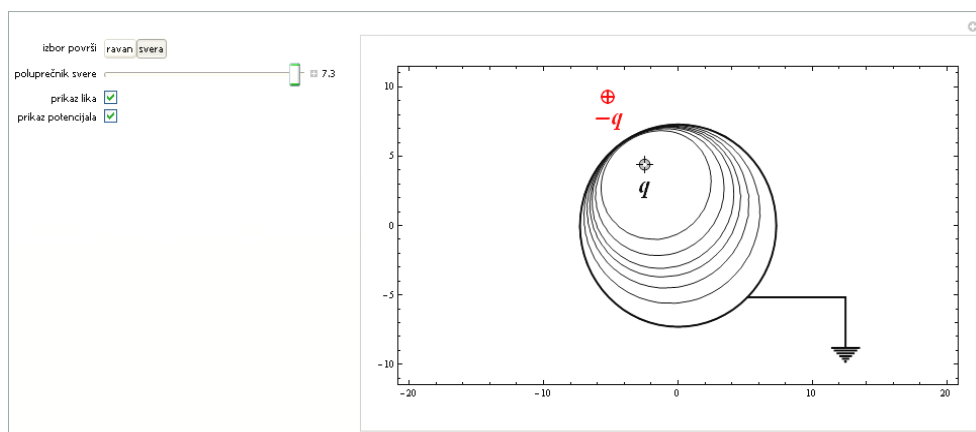 izbor površi ravan svera
poluprečnik svere 7.3
prikaz lika
prikaz potencijala
10
5
0
-5
-10
-20 -10 0 10 20
-q
q